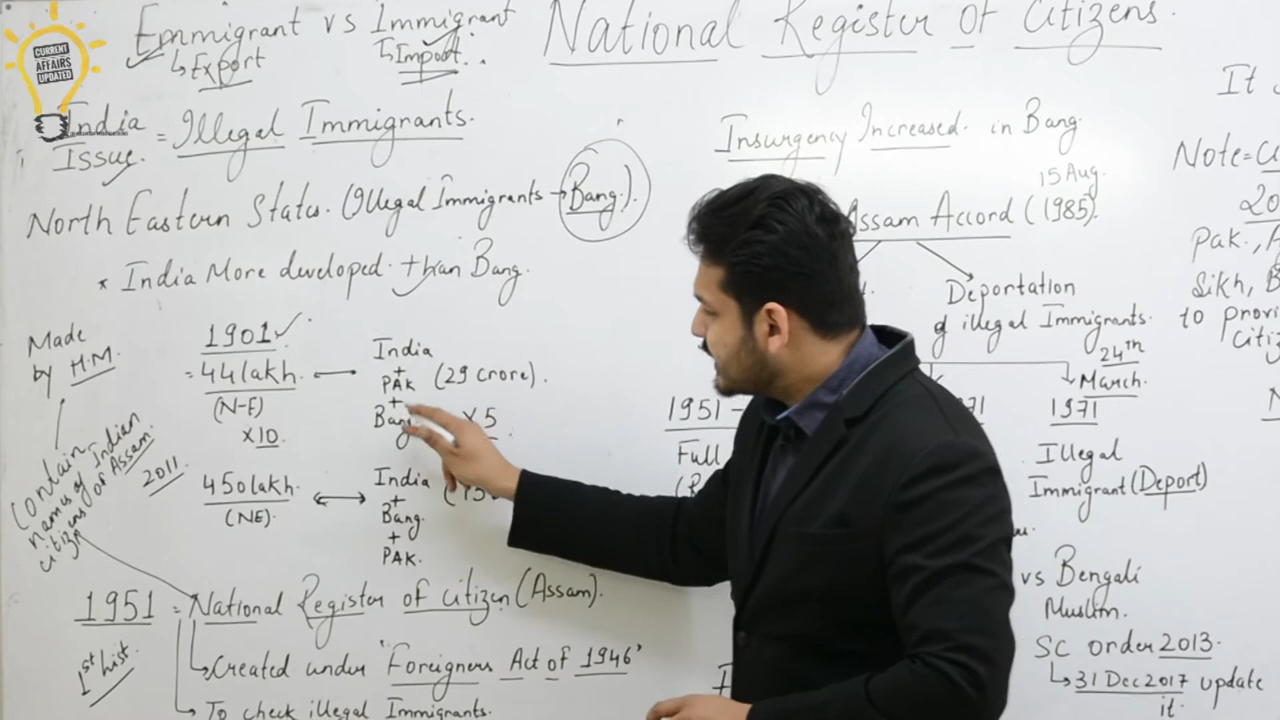 CURRENT
AFFAIRS
UPDATED
Emmigrant vs Immigrant
↳ Export
↳ Import.
National Register of Citizens.
India
Issue.
= Illegal Immigrants.
North Eastern States. (Illegal Immigrants → Bang.).
* India More developed than Bang.
Made
by H.M.
Contain
names of Indian
citizens of Assam.
1901 ✓
= 44 lakh.
(N-E)
×10.
2011
450 lakh.
(NE).
India
+
PAK (29 crore).
+
Bang
×5
India
+
Bang.
+
PAK.
1951 = National Register of Citizen (Assam).
1st hist.
↳ Created under 'Foreigners Act of 1946'
→ To check illegal Immigrants.
Insurgency Increased. in Bang.
15 Aug.
Assam Accord (1985).
Deportation
of illegal Immigrants.
24th
March.
1971
1951 -
Full
Illegal
Immigrant (Deport)
vs Bengali
Muslim.
SC order 2013.
↳ 31 Dec 2017 update
it.
It
Note =
20
Pak.,
Sikh, B
to provi
Citiz